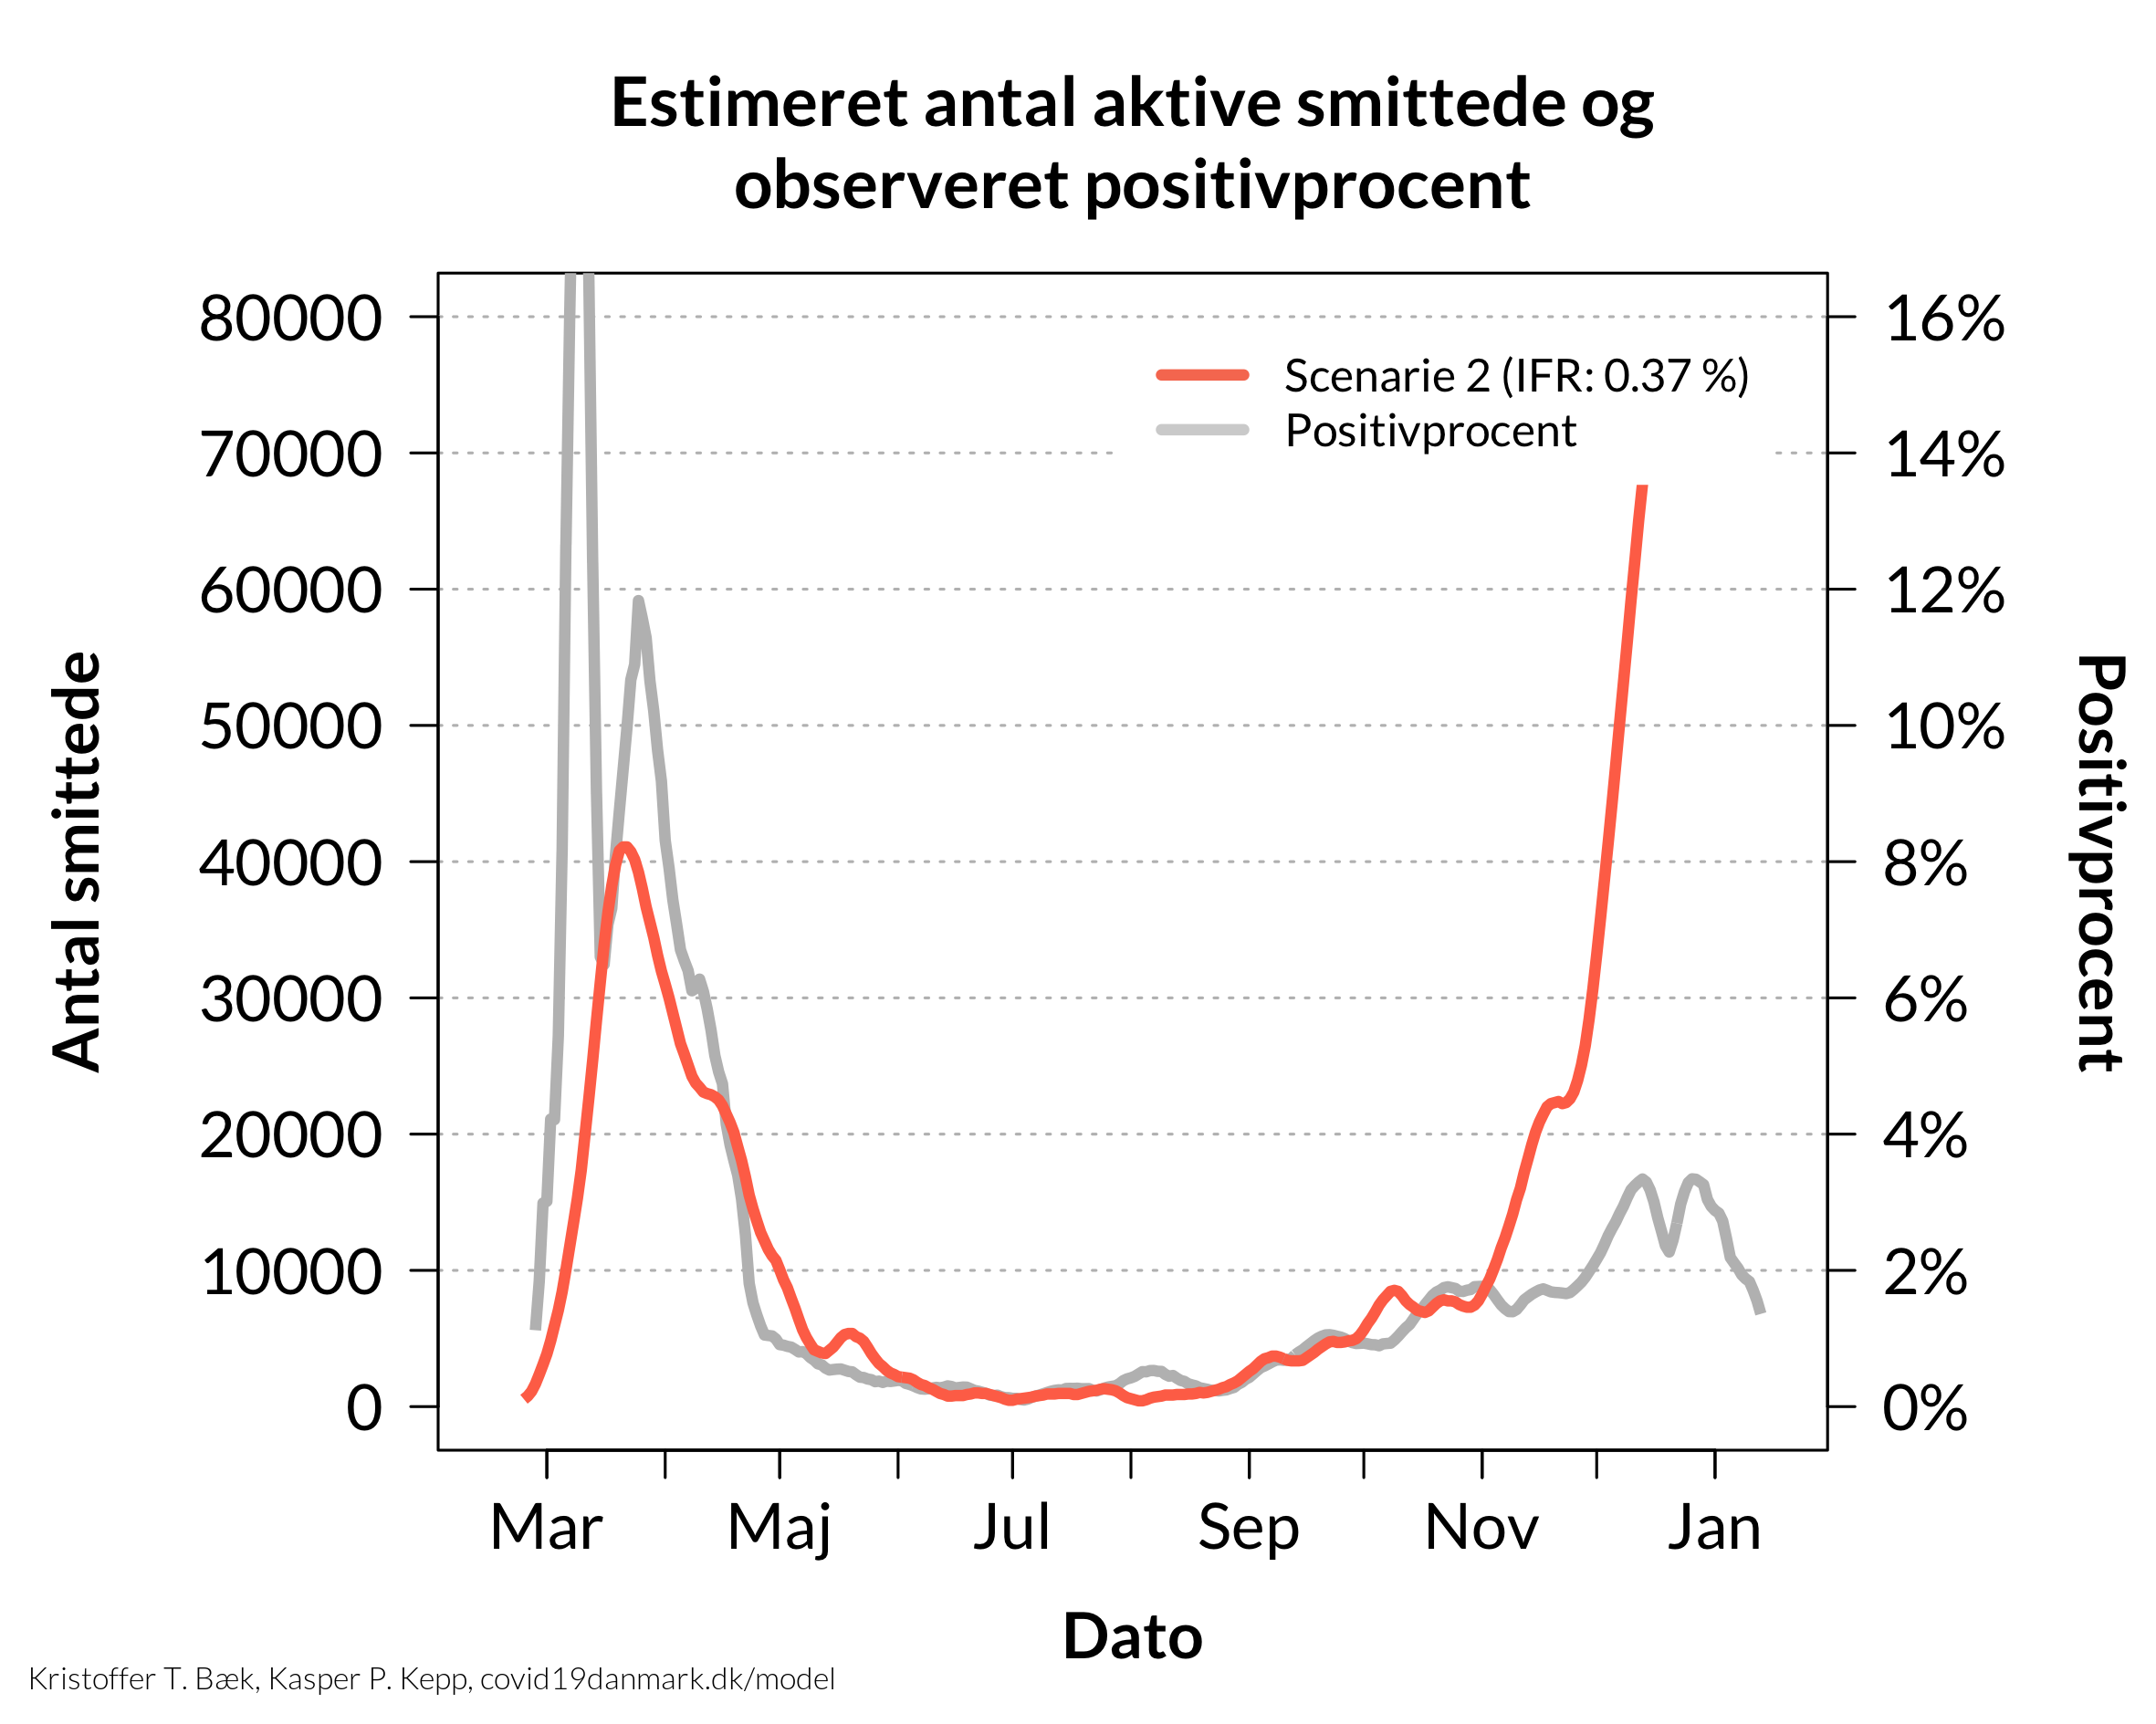 Estimeret antal aktive smittede og
observeret positivprocent
80000
70000
60000
50000
40000
30000
20000
10000
0
Antal smittede
Scenarie 2 (IFR: 0.37 %)
Positivprocent
16%
14%
12%
10%
8%
6%
4%
2%
0%
Positivprocent
Mar
Maj
Jul
Sep
Nov
Jan
Dato
Kristoffer T. Bæk, Kasper P. Kepp, covid19danmark.dk/model